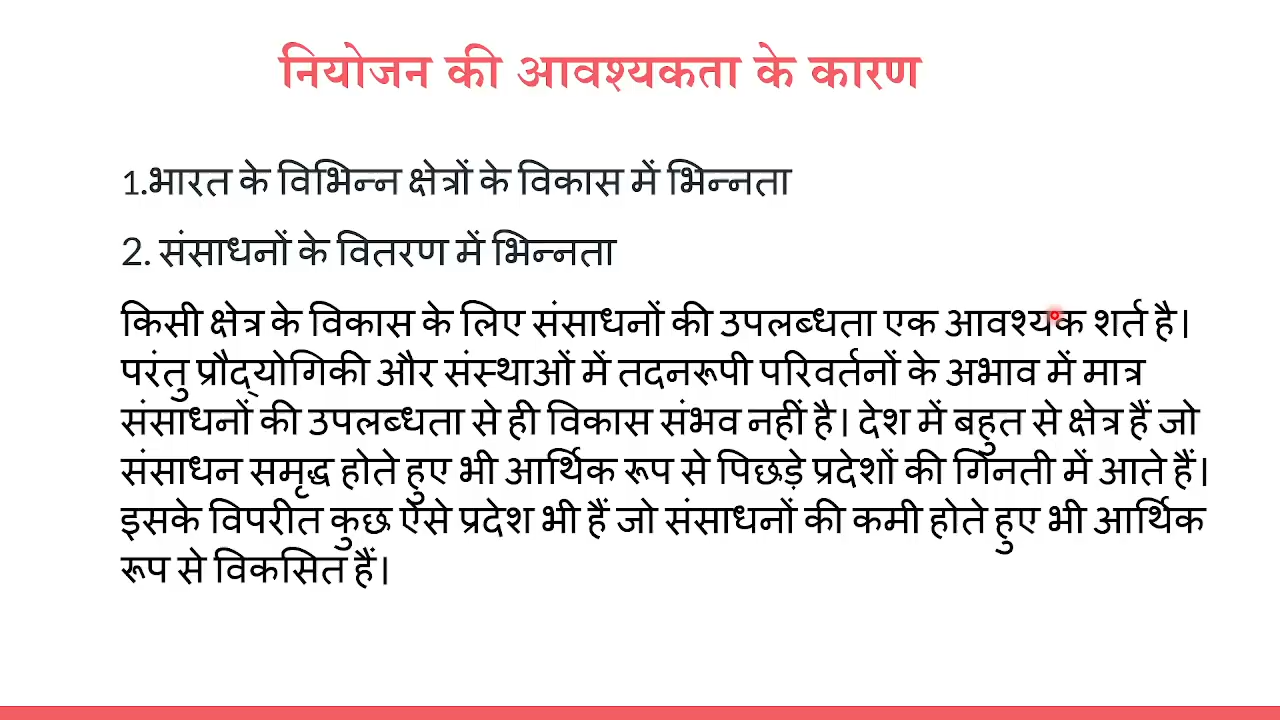 नियोजन की आवश्यकता के कारण
1.भारत के विभिन्न क्षेत्रों के विकास में भिन्नता
2. संसाधनों के वितरण में भिन्नता
किसी क्षेत्र के विकास के लिए संसाधनों की उपलब्धता एक आवश्यक शर्त है।
परंतु प्रौद्योगिकी और संस्थाओं में तदनरूपी परिवर्तनों के अभाव में मात्र
संसाधनों की उपलब्धता से ही विकास संभव नहीं है। देश में बहुत से क्षेत्र हैं जो
संसाधन समृद्ध होते हुए भी आर्थिक रूप से पिछड़े प्रदेशों की गिनती में आते हैं।
इसके विपरीत कुछ ऐसे प्रदेश भी हैं जो संसाधनों की कमी होते हुए भी आर्थिक
रूप से विकसित हैं।